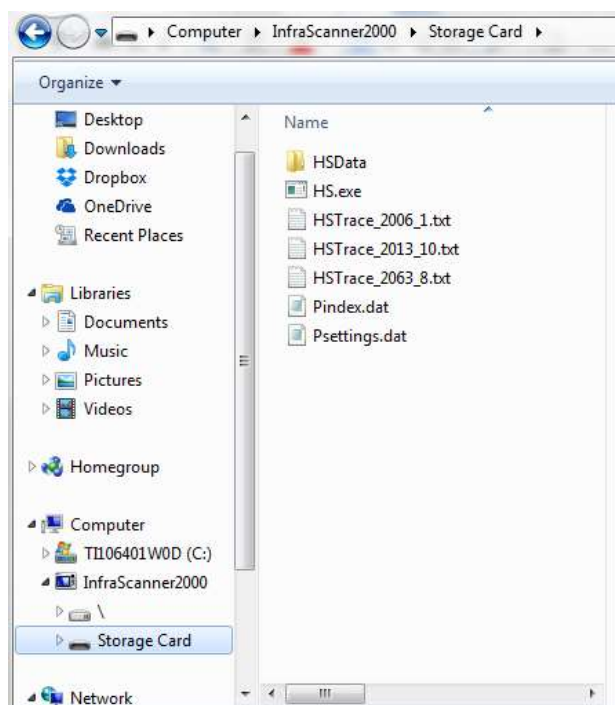 Computer InfraScanner2000 Storage Card
Organize
Desktop
Downloads
Dropbox
OneDrive
Recent Places
Libraries
Documents
Music
Pictures
Videos
Homegroup
Computer
TI106401W0D (C:)
InfraScanner2000
\
Storage Card
Network
Name
HSData
HS.exe
HSTrace_2006_1.txt
HSTrace_2013_10.txt
HSTrace_2063_8.txt
Pindex.dat
Psettings.dat